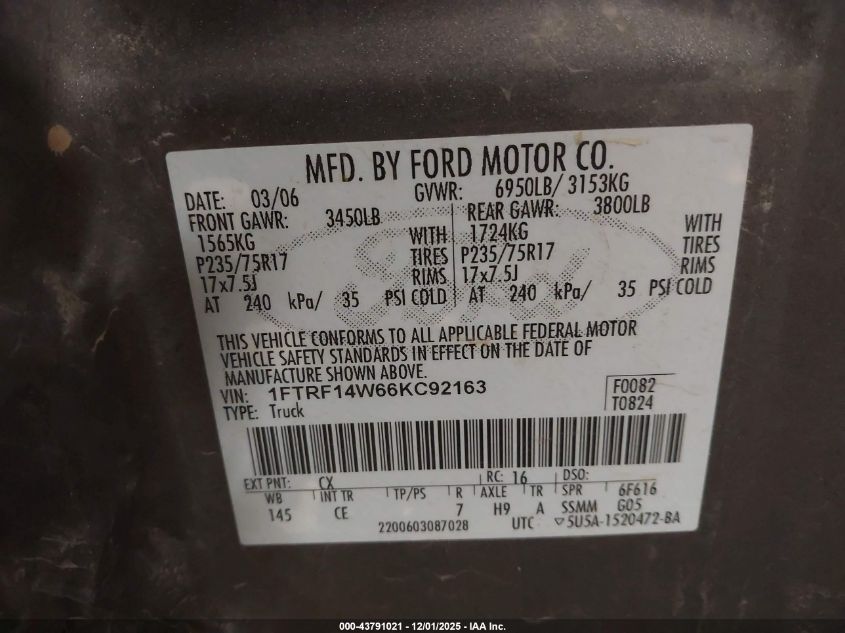 MFD. BY FORD MOTOR CO.
DATE: 03/06 GVWR: 6950LB/ 3153KG
FRONT GAWR: 3450LB REAR GAWR: 3800LB
1565KG WITH 1724KG WITH
P235/75R17 TIRES P235/75R17 TIRES
17x7.5J RIMS 17x7.5J RIMS
AT 240 kPa/ 35 PSI COLD AT 240 kPa/ 35 PSI COLD
THIS VEHICLE CONFORMS TO ALL APPLICABLE FEDERAL MOTOR
VEHICLE SAFETY STANDARDS IN EFFECT ON THE DATE OF
MANUFACTURE SHOWN ABOVE.
VIN: 1FTRF14W66KC92163 F0082
TYPE: Truck T0824
EXT PNT: CX RC: 16 DSO:
WB INT TR TP/PS R AXLE TR SPR 6F616
145 CE 7 H9 A SSMM G05
2200603087028 UTC ▽5U5A-1520472-BA
Ford
000-43791021 - 12/01/2025 - IAA Inc.